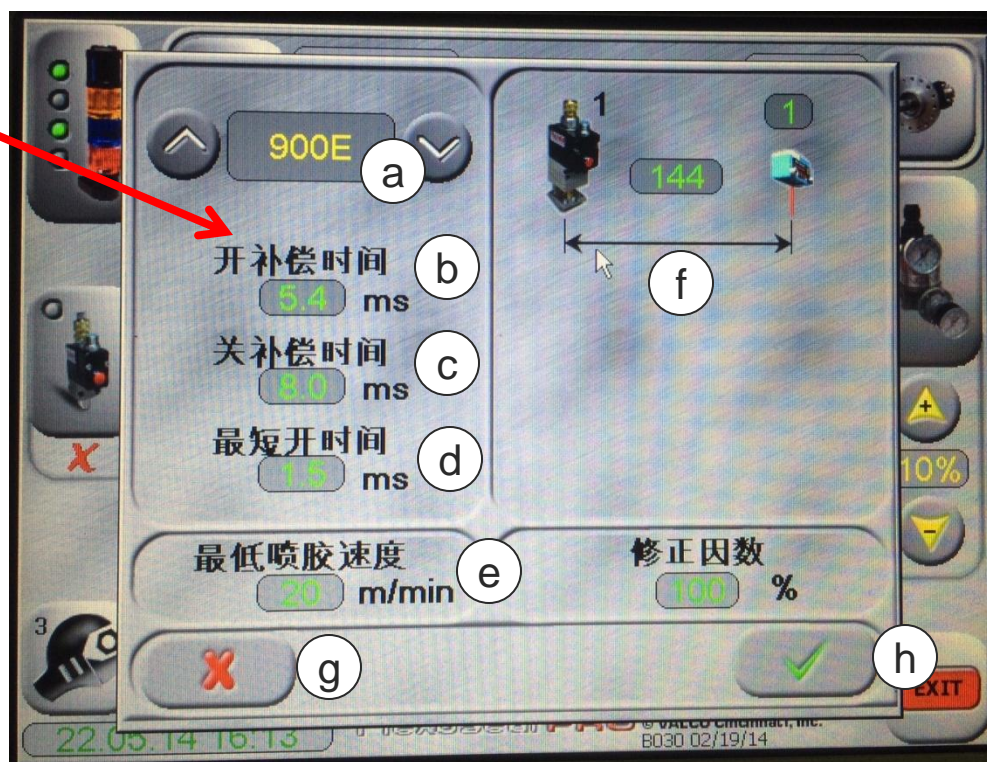 900E
a
1
1
144
开补偿时间
b
5.4 ms
f
关补偿时间
c
8.0 ms
最短开时间
d
1.5 ms
10%
最低喷胶速度
e
20 m/min
修正因数
100 %
3
g
h
EXIT
22.05.14 16:13
© VALCO Cincinnati, Inc.
B030 02/19/14